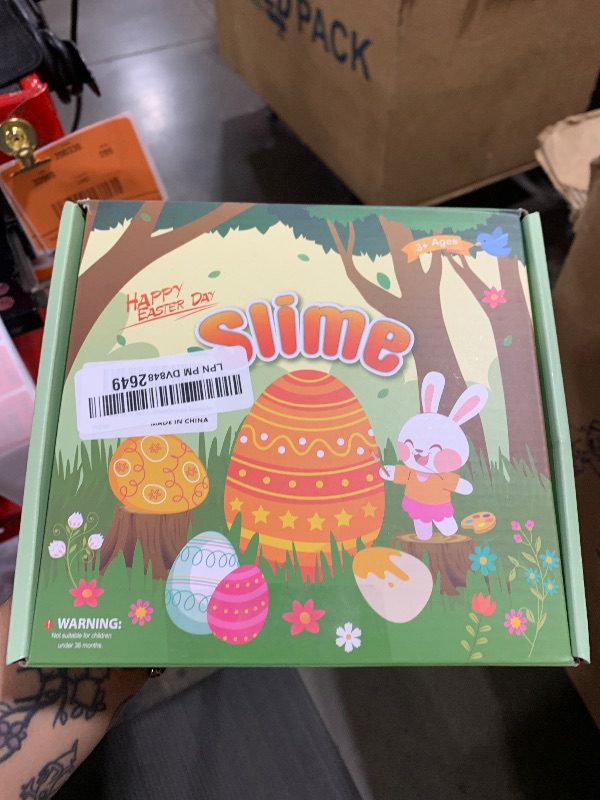 D PACK
3+ Ages
HAPPY
EASTER DAY
Slime
LPN PM DV8482649
MADE IN CHINA
WARNING:
Not suitable for children
under 36 months.